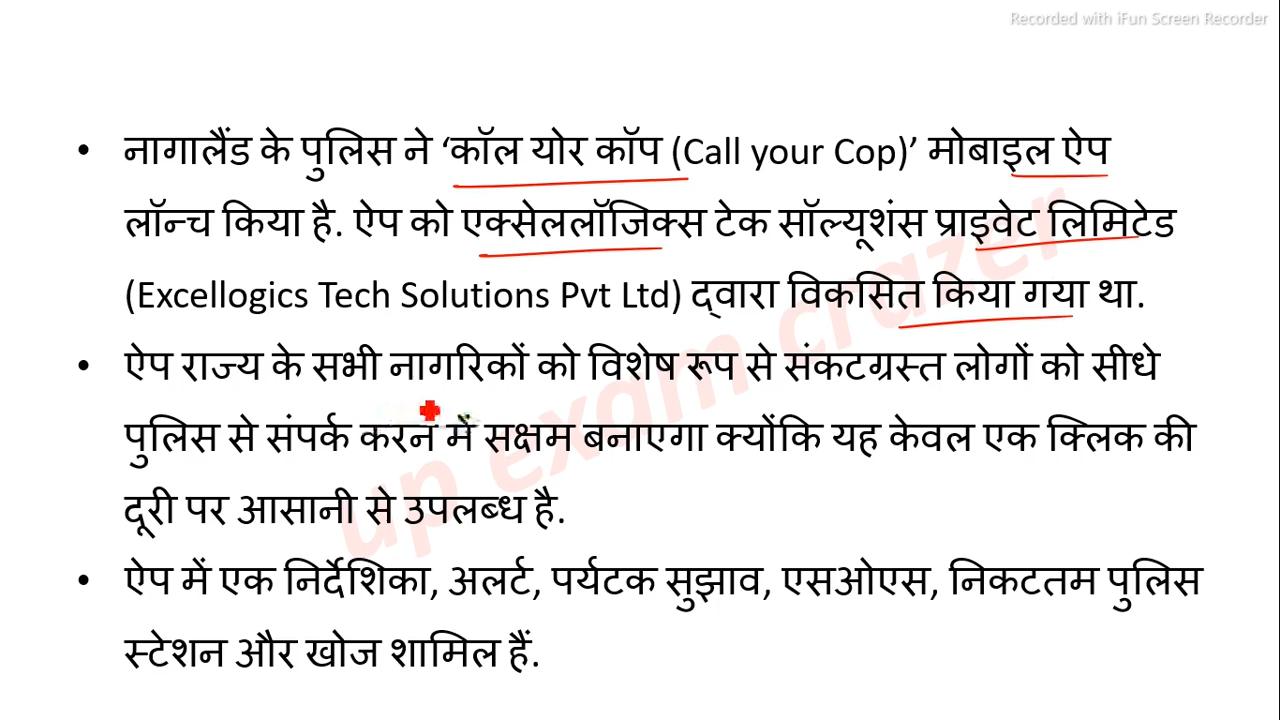 Recorded with iFun Screen Recorder
• नागालैंड के पुलिस ने ‘कॉल योर कॉप (Call your Cop)’ मोबाइल ऐप
लॉन्च किया है. ऐप को एक्सेललॉजिक्स टेक सॉल्यूशंस प्राइवेट लिमिटेड
(Excellogics Tech Solutions Pvt Ltd) द्वारा विकसित किया गया था.
• ऐप राज्य के सभी नागरिकों को विशेष रूप से संकटग्रस्त लोगों को सीधे
पुलिस से संपर्क करने में सक्षम बनाएगा क्योंकि यह केवल एक क्लिक की
दूरी पर आसानी से उपलब्ध है.
• ऐप में एक निर्देशिका, अलर्ट, पर्यटक सुझाव, एसओएस, निकटतम पुलिस
स्टेशन और खोज शामिल हैं.
up exam crazer